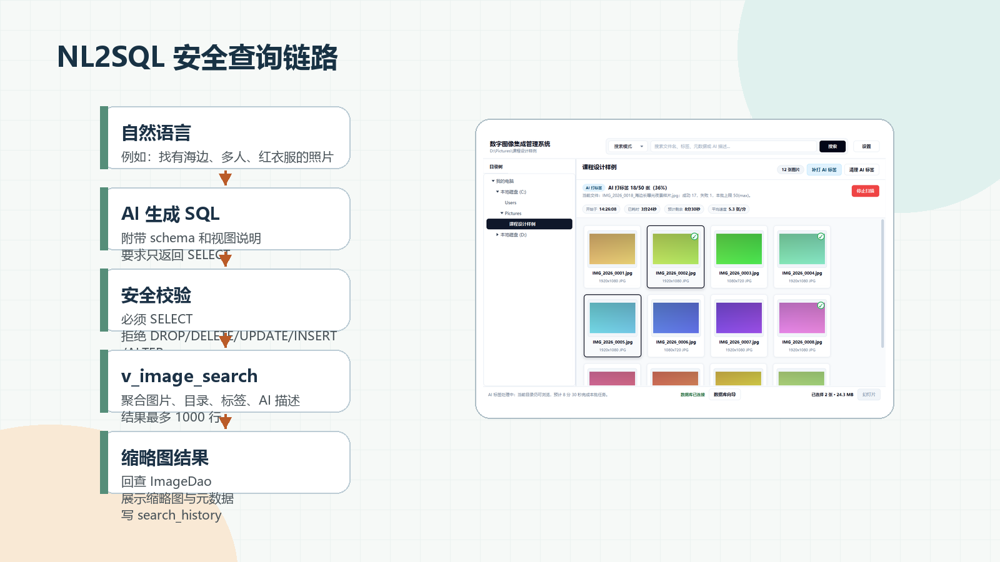 NL2SQL 安全查询链路
自然语言
例如：找有海边、多人、红衣服的照片
AI 生成 SQL
附带 schema 和视图说明
要求只返回 SELECT
安全校验
必须 SELECT
拒绝 DROP/DELETE/UPDATE/INSERT
/ALTER
v_image_search
聚合图片、目录、标签、AI 描述
结果最多 1000 行
缩略图结果
回查 ImageDao
展示缩略图与元数据
写 search_history
数字图像集成管理系统
D:\Pictures\课程设计样例
搜索模式
搜索文件名、标签、元数据或 AI 描述...
搜索
设置
目录树
我的电脑
本地磁盘 (C:)
Users
Pictures
课程设计样例
本地磁盘 (D:)
课程设计样例
12 张图片
补打 AI 标签
清理 AI 标签
AI 打标签
AI 打标签 18/50 张（36%）
当前文件：IMG_2026_0018_海边长曝光夜景样片.jpg；成功 17，失败 1，本批上限 50(max)。
停止扫描
开始于 14:26:08
已耗时 3分24秒
预计剩余 8分30秒
平均速度 5.3 张/分
IMG_2026_0001.jpg
1920x1080 JPG
IMG_2026_0002.jpg
1920x1080 JPG
IMG_2026_0003.jpg
1080x720 JPG
IMG_2026_0004.jpg
1920x1080 JPG
IMG_2026_0005.jpg
1920x1080 JPG
IMG_2026_0006.jpg
1080x720 JPG
IMG_2026_0007.jpg
1920x1080 JPG
IMG_2026_0008.jpg
1920x1080 JPG
AI 标签处理中：当前目录仍可浏览，预计 8 分 30 秒完成本批任务。
数据库已连接
数据库向导
已选择 2 张 • 24.3 MB
幻灯片